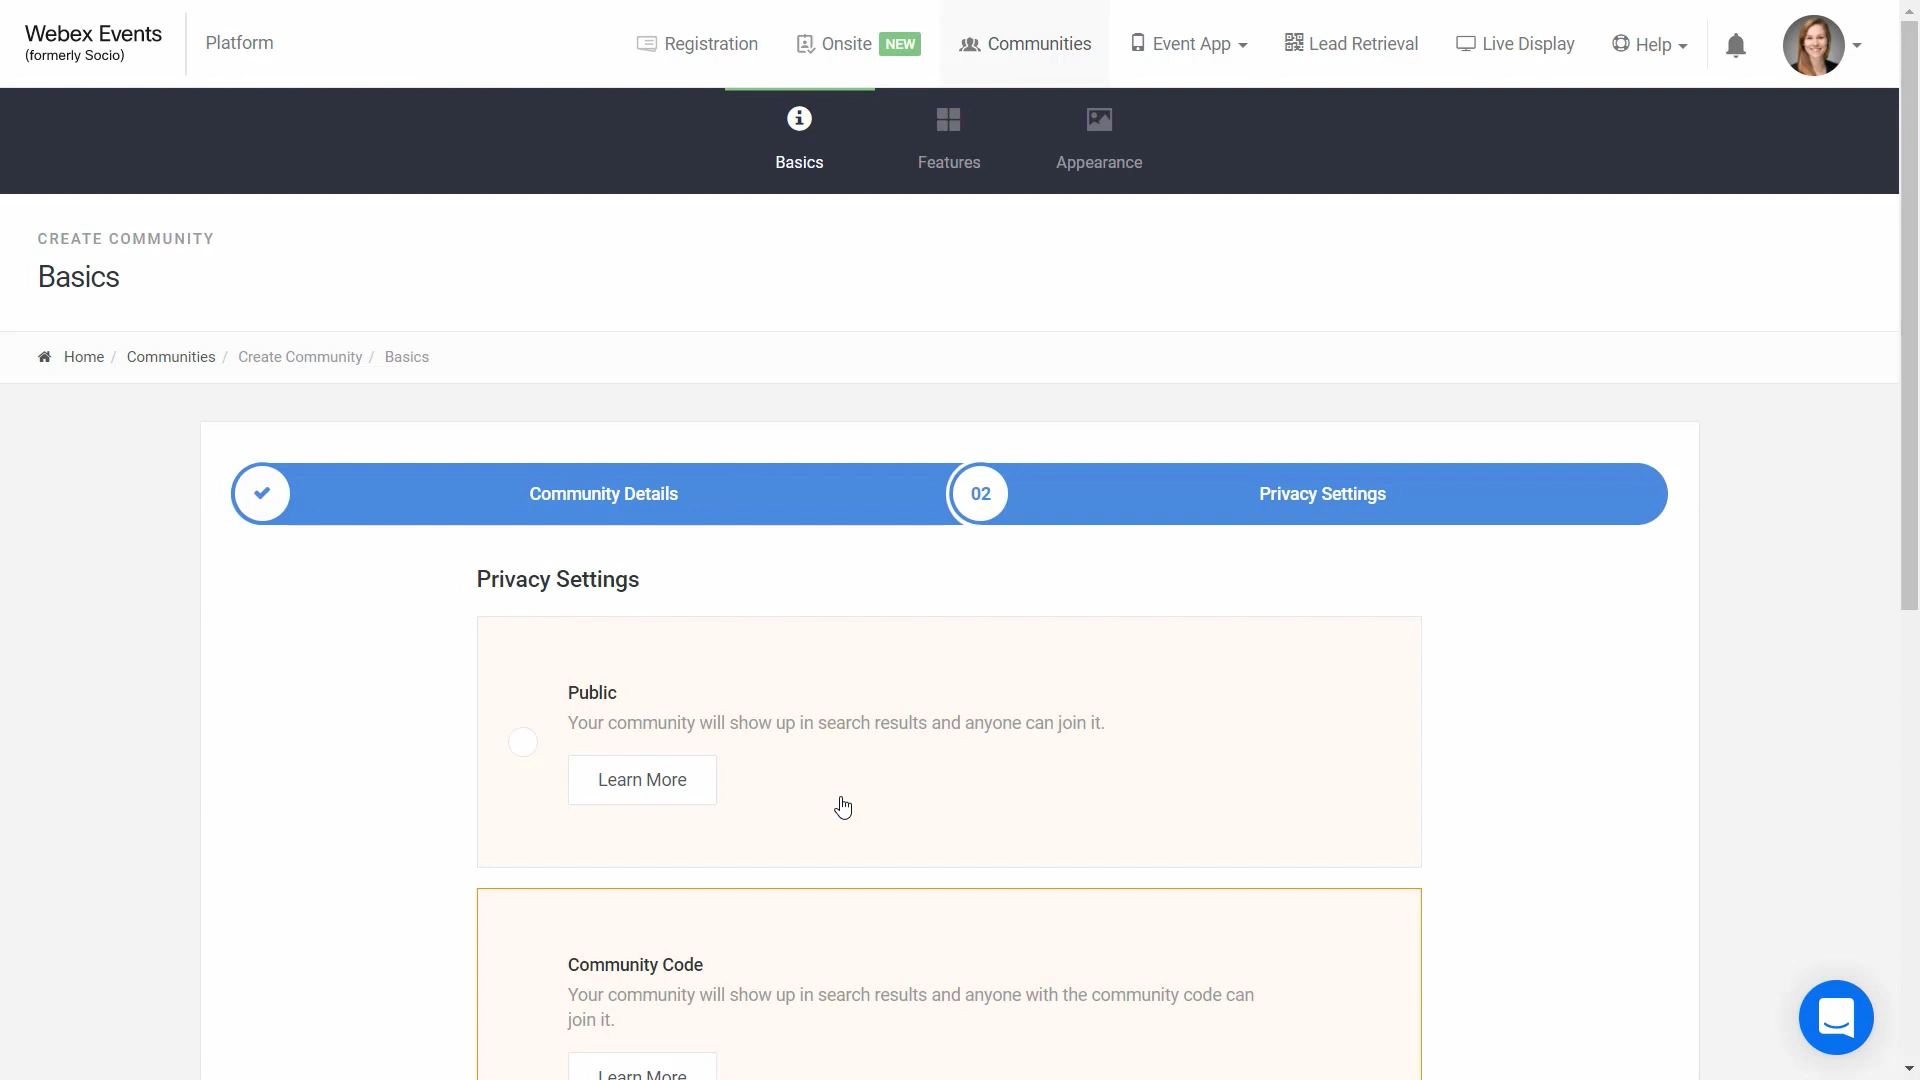 Webex Events
(formerly Socio)
Platform
Registration
Onsite NEW
Communities
Event App
Lead Retrieval
Live Display
Help
Basics
Features
Appearance
CREATE COMMUNITY
Basics
Home / Communities / Create Community / Basics
Community Details
02
Privacy Settings
Privacy Settings
Public
Your community will show up in search results and anyone can join it.
Learn More
Community Code
Your community will show up in search results and anyone with the community code can
join it.
Learn More